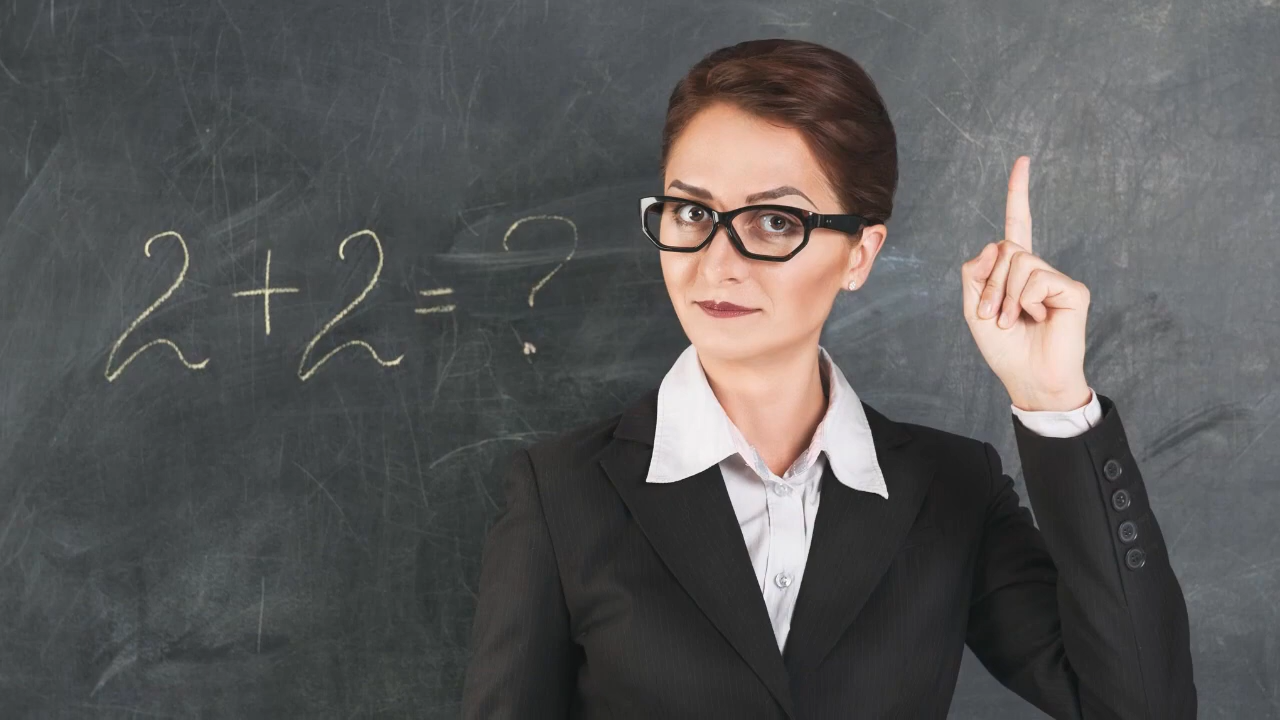 2 + 2 = ?